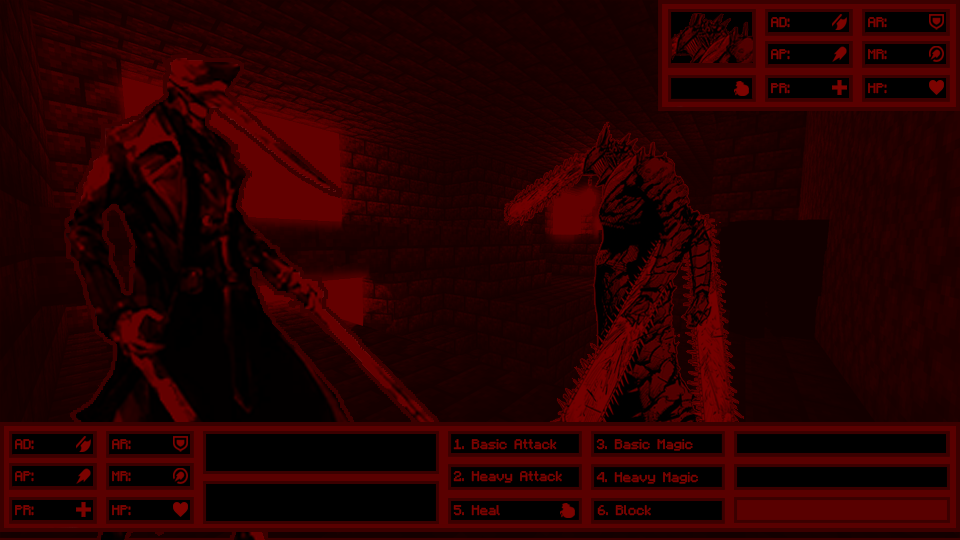 AD: AR:
AP: MR:
PR: HP:
AD: AR:
AP: MR:
PR: HP:
1. Basic Attack 3. Basic Magic
2. Heavy Attack 4. Heavy Magic
5. Heal 6. Block